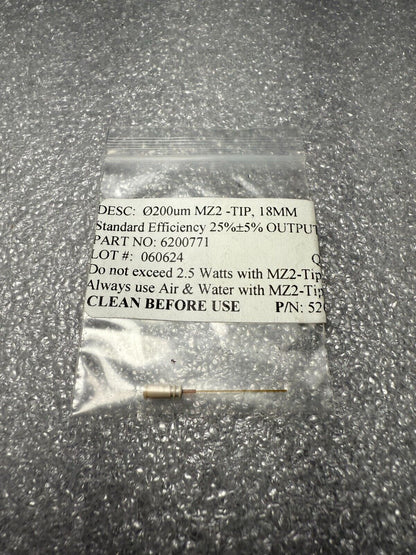 DESC: Ø200um MZ2 -TIP, 18MM
Standard Efficiency 25%±5% OUTPUT
PART NO: 6200771
LOT #: 060624 Q
Do not exceed 2.5 Watts with MZ2-Tip
Always use Air & Water with MZ2-Tip
CLEAN BEFORE USE P/N: 520